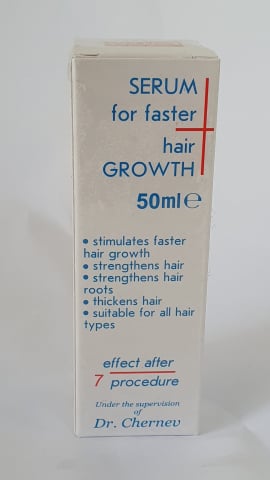 SERUM
for faster
hair
GROWTH
50ml℮
• stimulates faster
hair growth
• strengthens hair
• strengthens hair
roots
• thickens hair
• suitable for all hair
types
effect after
7 procedure
Under the supervision
of
Dr. Chernev